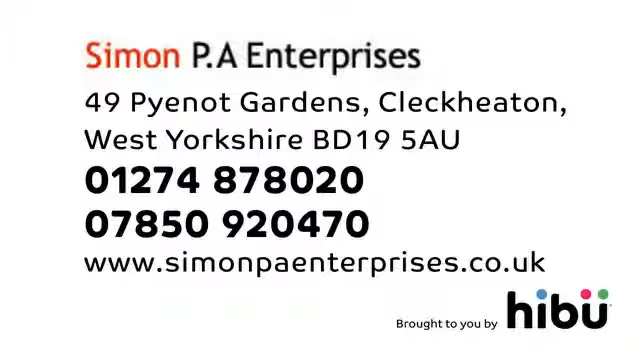 Simon P.A Enterprises
49 Pyenot Gardens, Cleckheaton,
West Yorkshire BD19 5AU
01274 878020
07850 920470
www.simonpaenterprises.co.uk
Brought to you by hibü